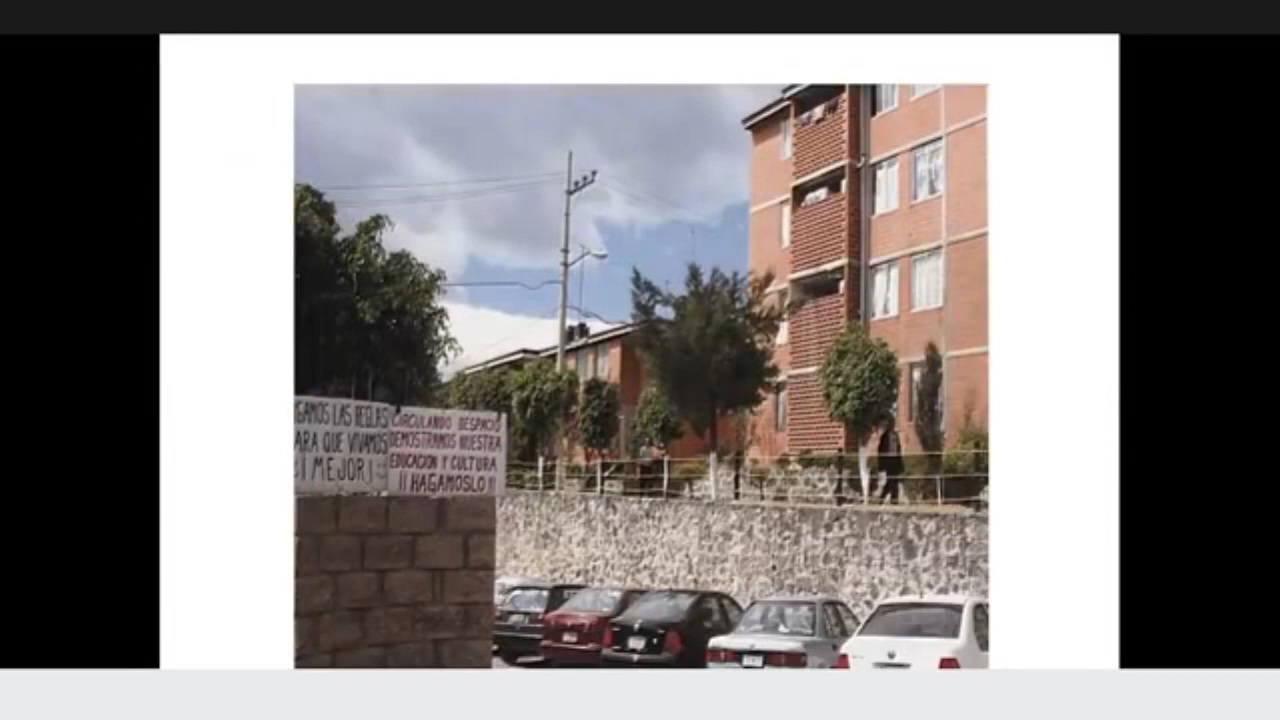 GAMOS LAS REGLAS
ARA QUE VIVAMOS
¡MEJOR!
CIRCULANDO DESPACIO
DEMOSTRAMOS NUESTRA
EDUCACION Y CULTURA
¡¡ HAGAMOSLO !!